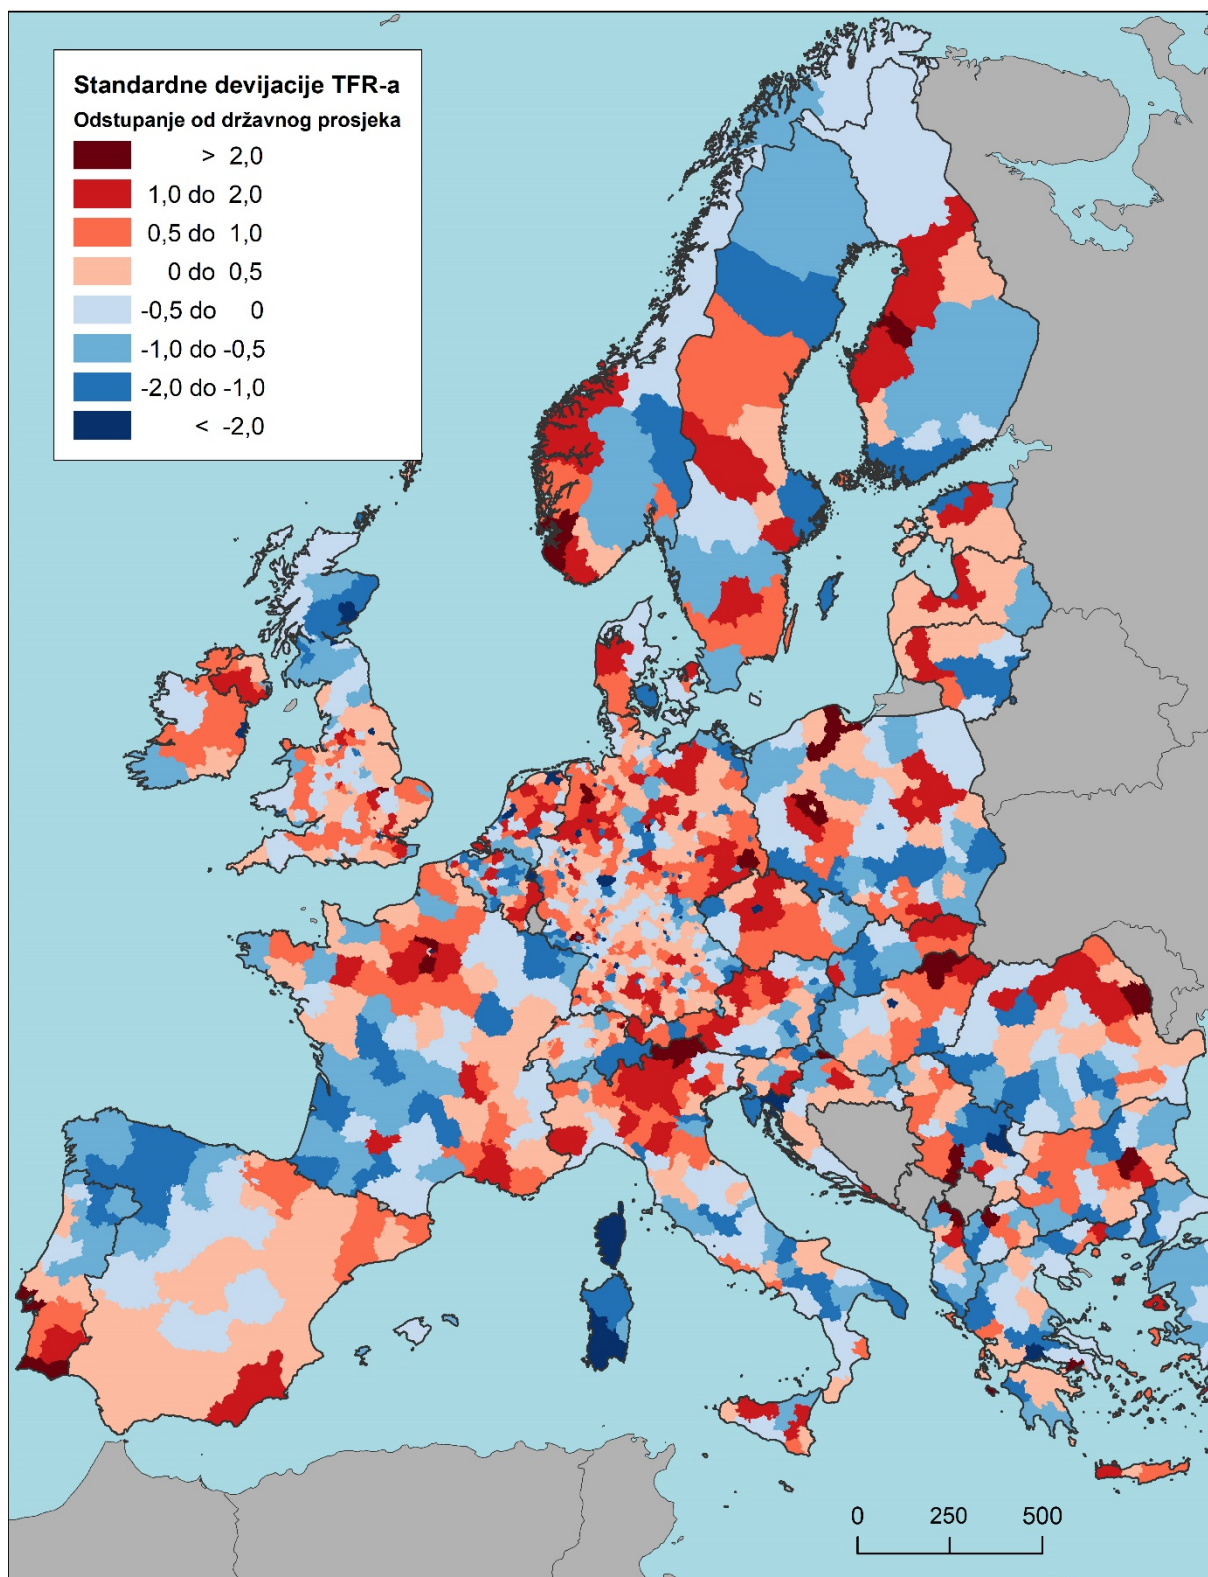 Standardne devijacije TFR-a
Odstupanje od državnog prosjeka
> 2,0
1,0 do 2,0
0,5 do 1,0
0 do 0,5
-0,5 do 0
-1,0 do -0,5
-2,0 do -1,0
< -2,0
0 250 500